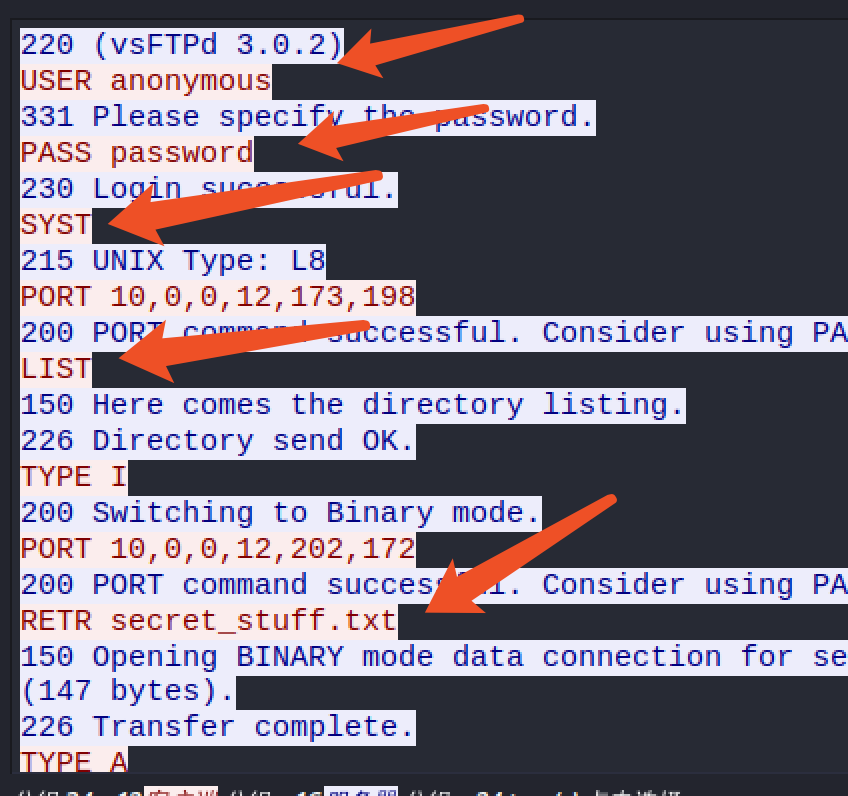 220 (vsFTPd 3.0.2)
USER anonymous
331 Please specify the password.
PASS password
230 Login successful.
SYST
215 UNIX Type: L8
PORT 10,0,0,12,173,198
200 PORT command successful. Consider using PA
LIST
150 Here comes the directory listing.
226 Directory send OK.
TYPE I
200 Switching to Binary mode.
PORT 10,0,0,12,202,172
200 PORT command successful. Consider using PA
RETR secret_stuff.txt
150 Opening BINARY mode data connection for se
(147 bytes).
226 Transfer complete.
TYPE A